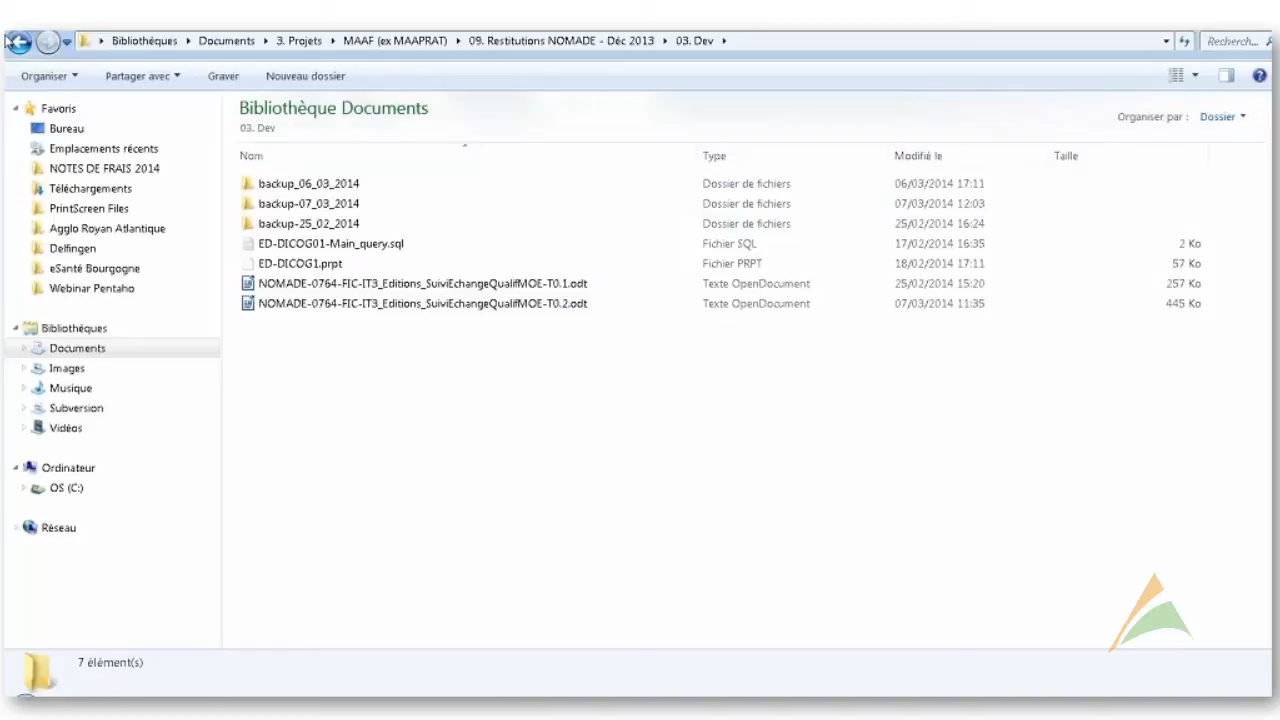 Bibliothèques ▸ Documents ▸ 3. Projets ▸ MAAF (ex MAAPRAT) ▸ 09. Restitutions NOMADE - Déc 2013 ▸ 03. Dev ▸ Recherch...
Organiser Partager avec Graver Nouveau dossier
Favoris
Bureau
Emplacements récents
NOTES DE FRAIS 2014
Téléchargements
PrintScreen Files
Agglo Royan Atlantique
Delfingen
eSanté Bourgogne
Webinar Pentaho
Bibliothèques
Documents
Images
Musique
Subversion
Vidéos
Ordinateur
OS (C:)
Réseau
Bibliothèque Documents
03. Dev
Organiser par : Dossier
Nom Type Modifié le Taille
backup_06_03_2014 Dossier de fichiers 06/03/2014 17:11
backup-07_03_2014 Dossier de fichiers 07/03/2014 12:03
backup-25_02_2014 Dossier de fichiers 25/02/2014 16:24
ED-DICOG01-Main_query.sql Fichier SQL 17/02/2014 16:35 2 Ko
ED-DICOG1.prpt Fichier PRPT 18/02/2014 17:11 57 Ko
NOMADE-0764-FIC-IT3_Editions_SuiviEchangeQualifMOE-T0.1.odt Texte OpenDocument 25/02/2014 15:20 257 Ko
NOMADE-0764-FIC-IT3_Editions_SuiviEchangeQualifMOE-T0.2.odt Texte OpenDocument 07/03/2014 11:35 445 Ko
7 élément(s)